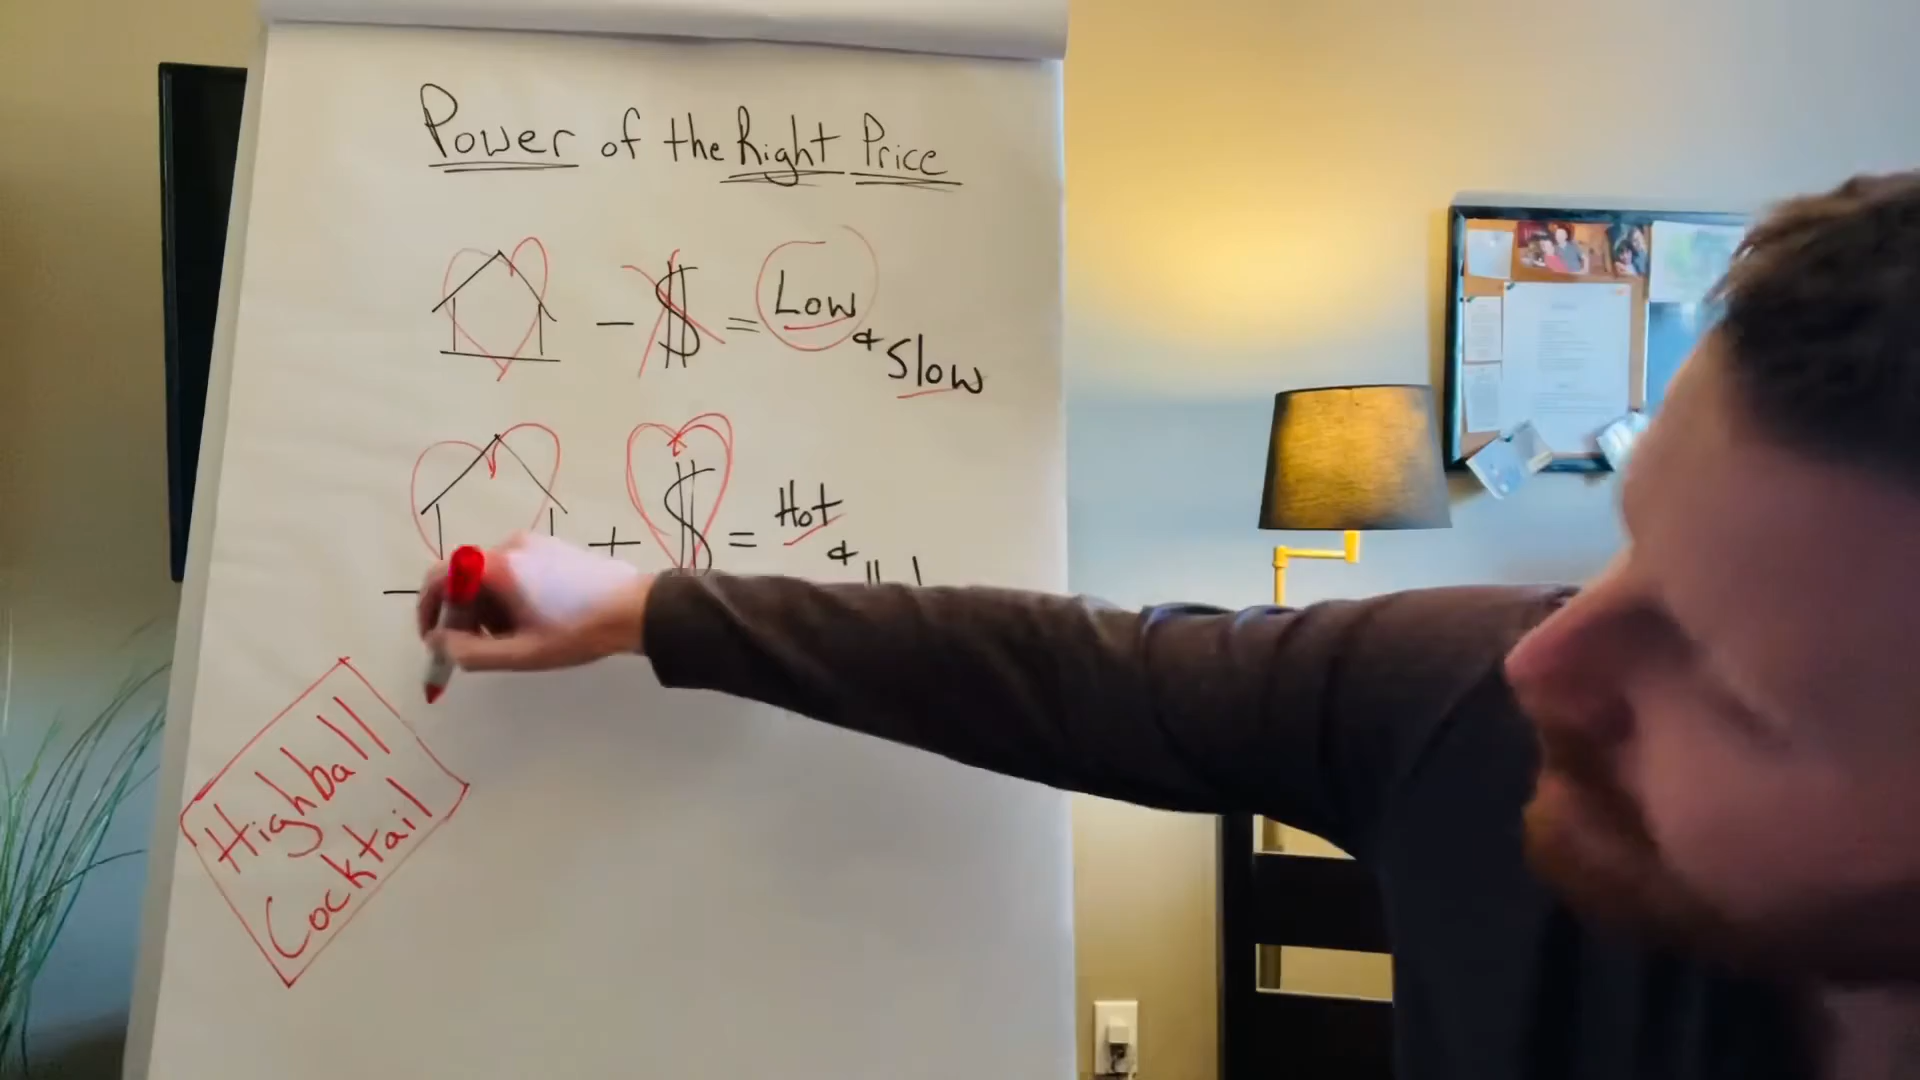 Power of the Right Price
- $ = Low
& Slow
+ $ = Hot
&
Highball
Cocktail